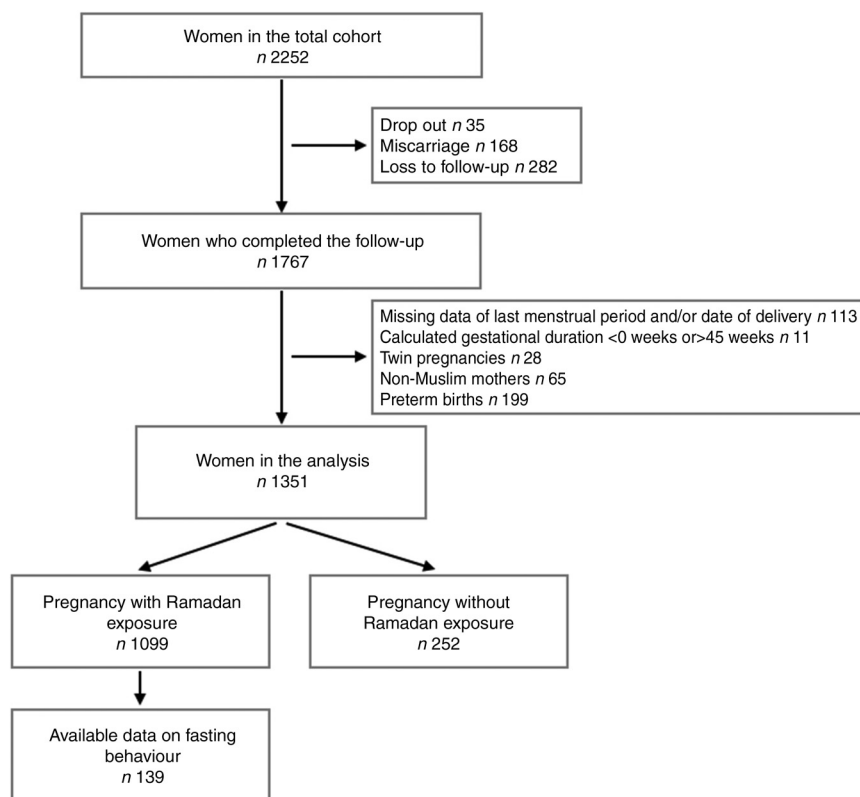 Women in the total cohort
n 2252
Drop out n 35
Miscarriage n 168
Loss to follow-up n 282
Women who completed the follow-up
n 1767
Missing data of last menstrual period and/or date of delivery n 113
Calculated gestational duration <0 weeks or>45 weeks n 11
Twin pregnancies n 28
Non-Muslim mothers n 65
Preterm births n 199
Women in the analysis
n 1351
Pregnancy with Ramadan
exposure
n 1099
Pregnancy without
Ramadan exposure
n 252
Available data on fasting
behaviour
n 139